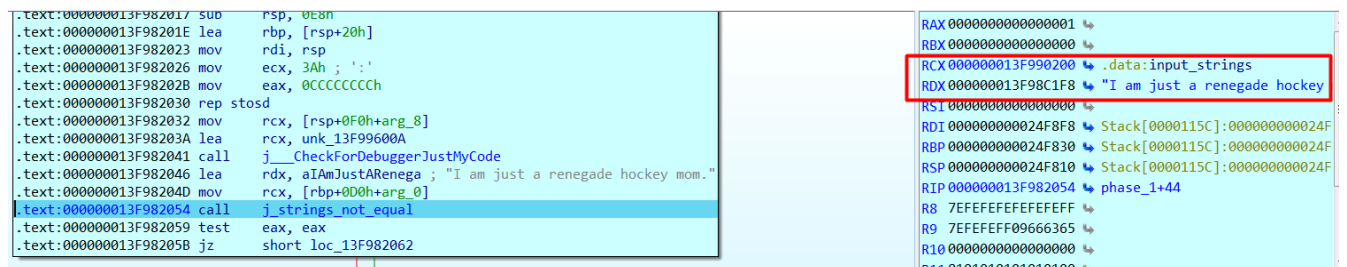 .text:000000013F982017 sub rsp, 0E8h
.text:000000013F98201E lea rbp, [rsp+20h]
.text:000000013F982023 mov rdi, rsp
.text:000000013F982026 mov ecx, 3Ah ; ':'
.text:000000013F98202B mov eax, 0CCCCCCCCh
.text:000000013F982030 rep stosd
.text:000000013F982032 mov rcx, [rsp+0F0h+arg_8]
.text:000000013F98203A lea rcx, unk_13F99600A
.text:000000013F982041 call j___CheckForDebuggerJustMyCode
.text:000000013F982046 lea rdx, aIAmJustARenega ; "I am just a renegade hockey mom."
.text:000000013F98204D mov rcx, [rbp+0D0h+arg_0]
.text:000000013F982054 call j_strings_not_equal
.text:000000013F982059 test eax, eax
.text:000000013F98205B jz short loc_13F982062
RAX 0000000000000001
RBX 0000000000000000
RCX 000000013F990200 .data:input_strings
RDX 000000013F98C1F8 "I am just a renegade hockey
RSI 0000000000000000
RDI 000000000024F8F8 Stack[0000115C]:000000000024F
RBP 000000000024F830 Stack[0000115C]:000000000024F
RSP 000000000024F810 Stack[0000115C]:000000000024F
RIP 000000013F982054 phase_1+44
R8 7EFEFEFEFEFEFEFF
R9 7EFEFEFF09666365
R10 0000000000000000